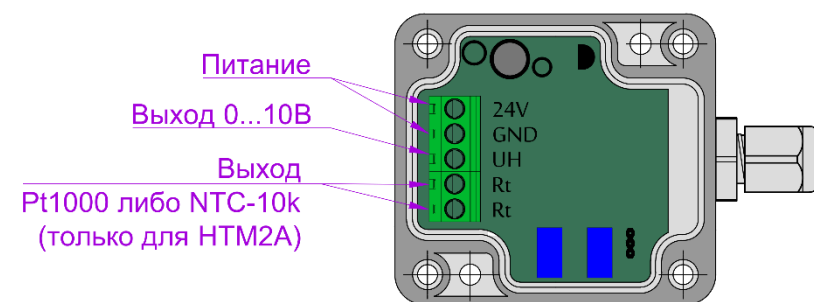 Питание
Выход 0...10В
Выход
Pt1000 либо NTC-10k
(только для HTM2A)
24V
GND
UH
Rt
Rt